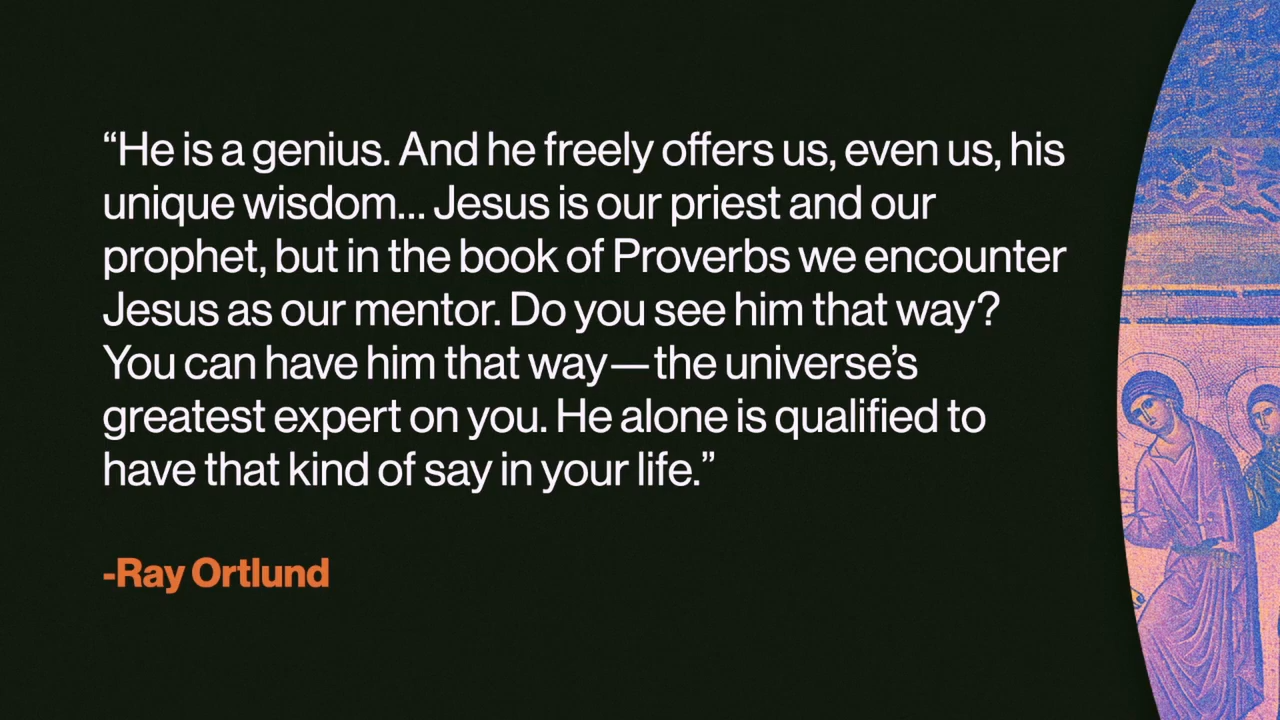 “He is a genius. And he freely offers us, even us, his
unique wisdom... Jesus is our priest and our
prophet, but in the book of Proverbs we encounter
Jesus as our mentor. Do you see him that way?
You can have him that way—the universe’s
greatest expert on you. He alone is qualified to
have that kind of say in your life.”
-Ray Ortlund